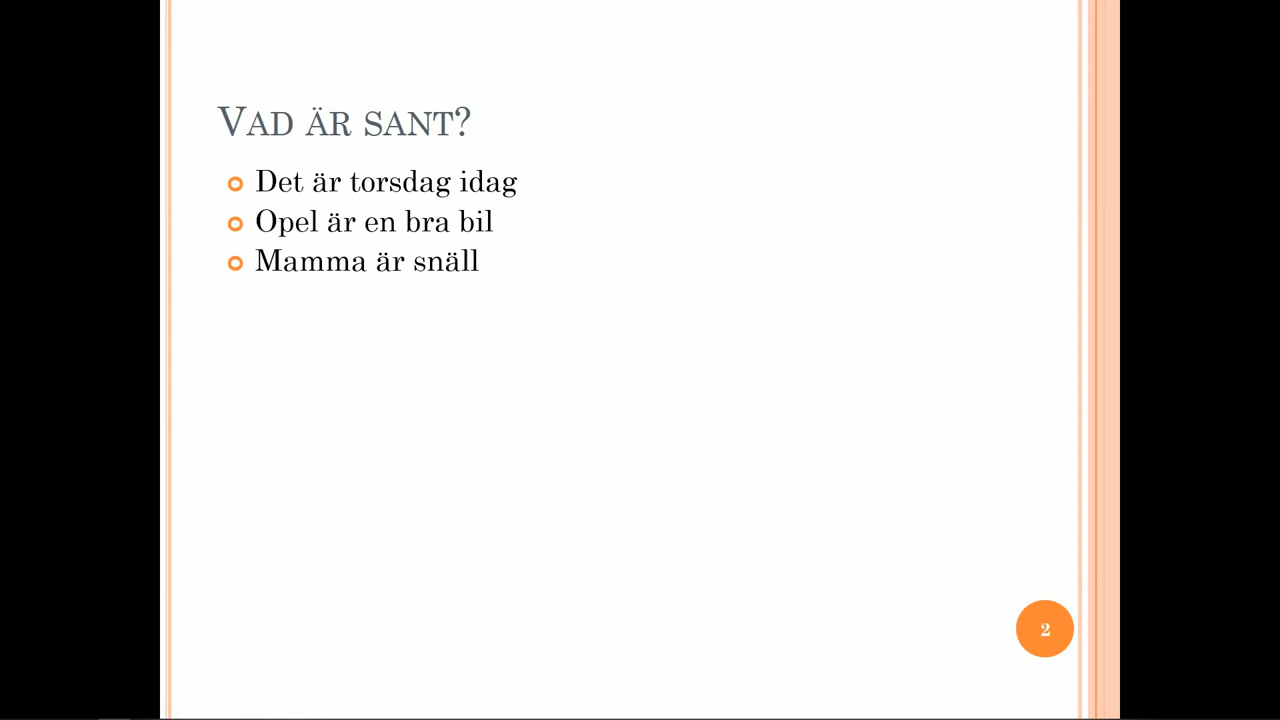 Vad är sant?
Det är torsdag idag
Opel är en bra bil
Mamma är snäll
2